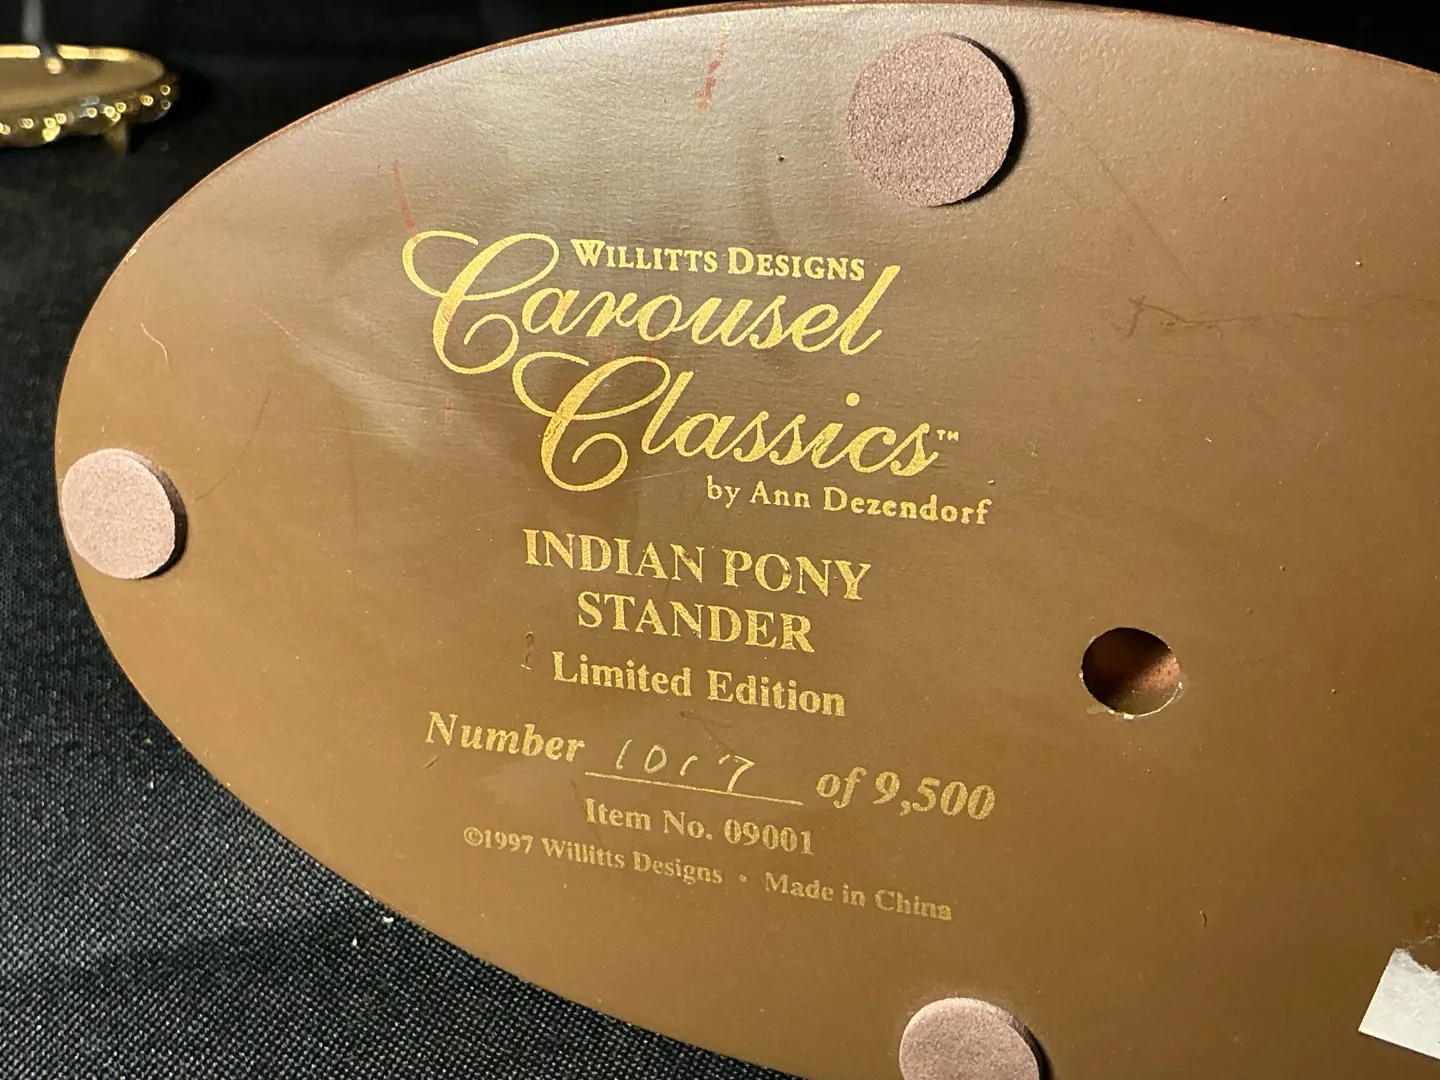 WILLITTS DESIGNS
Carousel
Classics™
by Ann Dezendorf
INDIAN PONY
STANDER
Limited Edition
Number 1017 of 9,500
Item No. 09001
©1997 Willitts Designs • Made in China